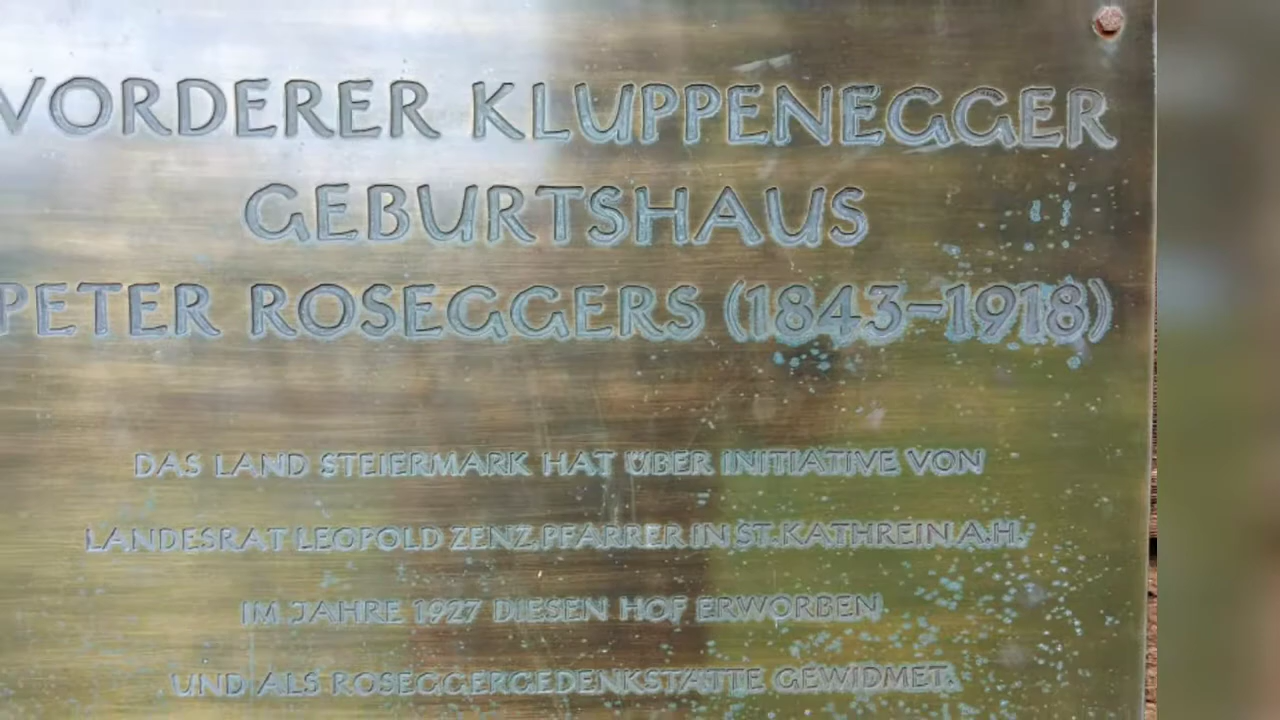 VORDERER KLUPPENEGGER
GEBURTSHAUS
PETER ROSEGGERS (1843-1918)
DAS LAND STEIERMARK HAT ÜBER INITIATIVE VON
LANDESRAT LEOPOLD ZENZ, PFARRER IN ST. KATHREIN A.H.
IM JAHRE 1927 DIESEN HOF ERWORBEN
UND ALS ROSEGGERGEDENKSTÄTTE GEWIDMET.